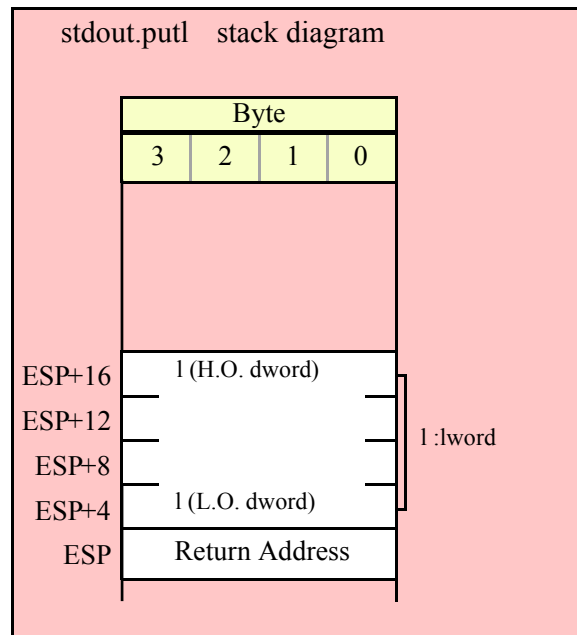 stdout.putl stack diagram
Byte
3 2 1 0
ESP+16 l (H.O. dword)
ESP+12
l :lword
ESP+8
ESP+4 l (L.O. dword)
ESP Return Address